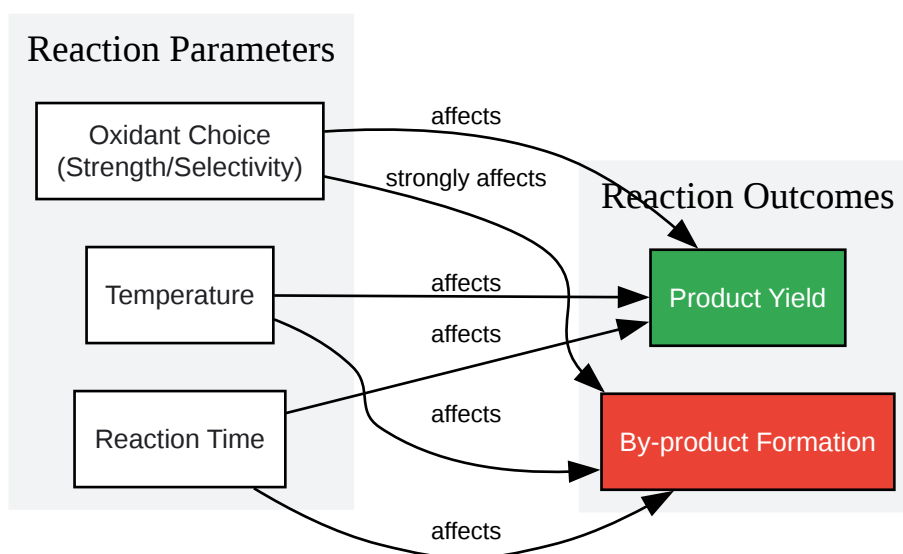 Reaction Parameters
Oxidant Choice
(Strength/Selectivity)
Temperature
Reaction Time
affects
strongly affects
affects
affects
affects
affects
Reaction Outcomes
Product Yield
By-product Formation